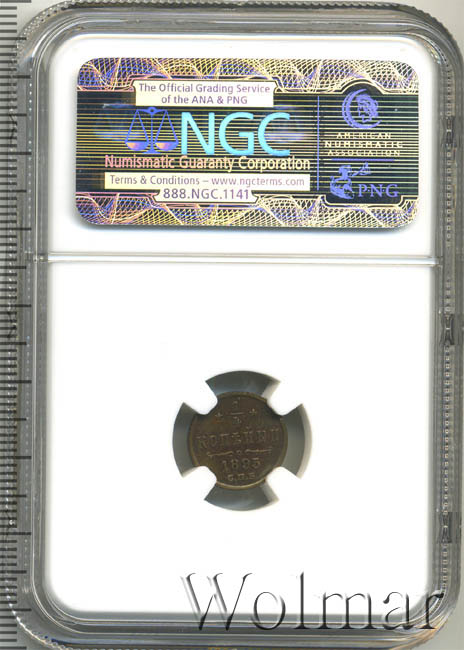 The Official Grading Service
of the ANA & PNG
NGC
Numismatic Guaranty Corporation
Terms & Conditions – www.ngcterms.com
888.NGC.1141
AMERICAN
NUMISMATIC
ASSOCIATION
PNG
КОПѢЙКИ
1895
С.П.Б.
Wolmar